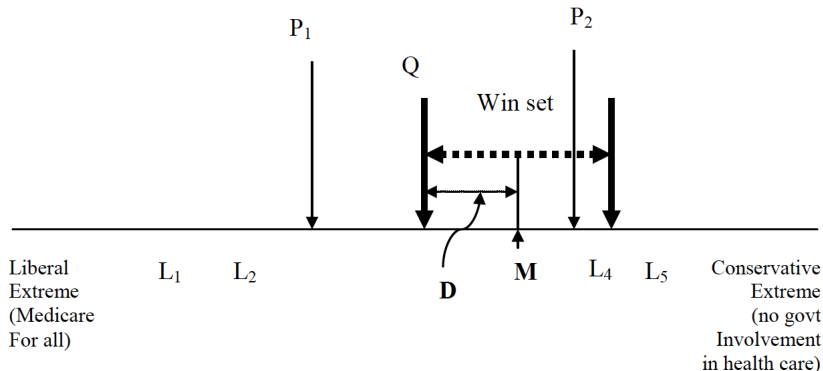 P₁
P₂
Q
Win set
Liberal
Extreme
(Medicare
For all)
L₁
L₂
D
M
L₄
L₅
Conservative
Extreme
(no govt
Involvement
in health care)